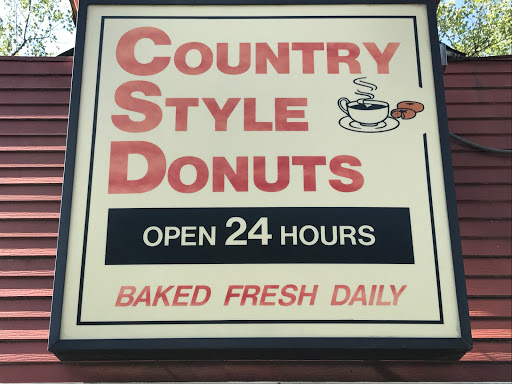 COUNTRY
STYLE
DONUTS
OPEN 24 HOURS
BAKED FRESH DAILY